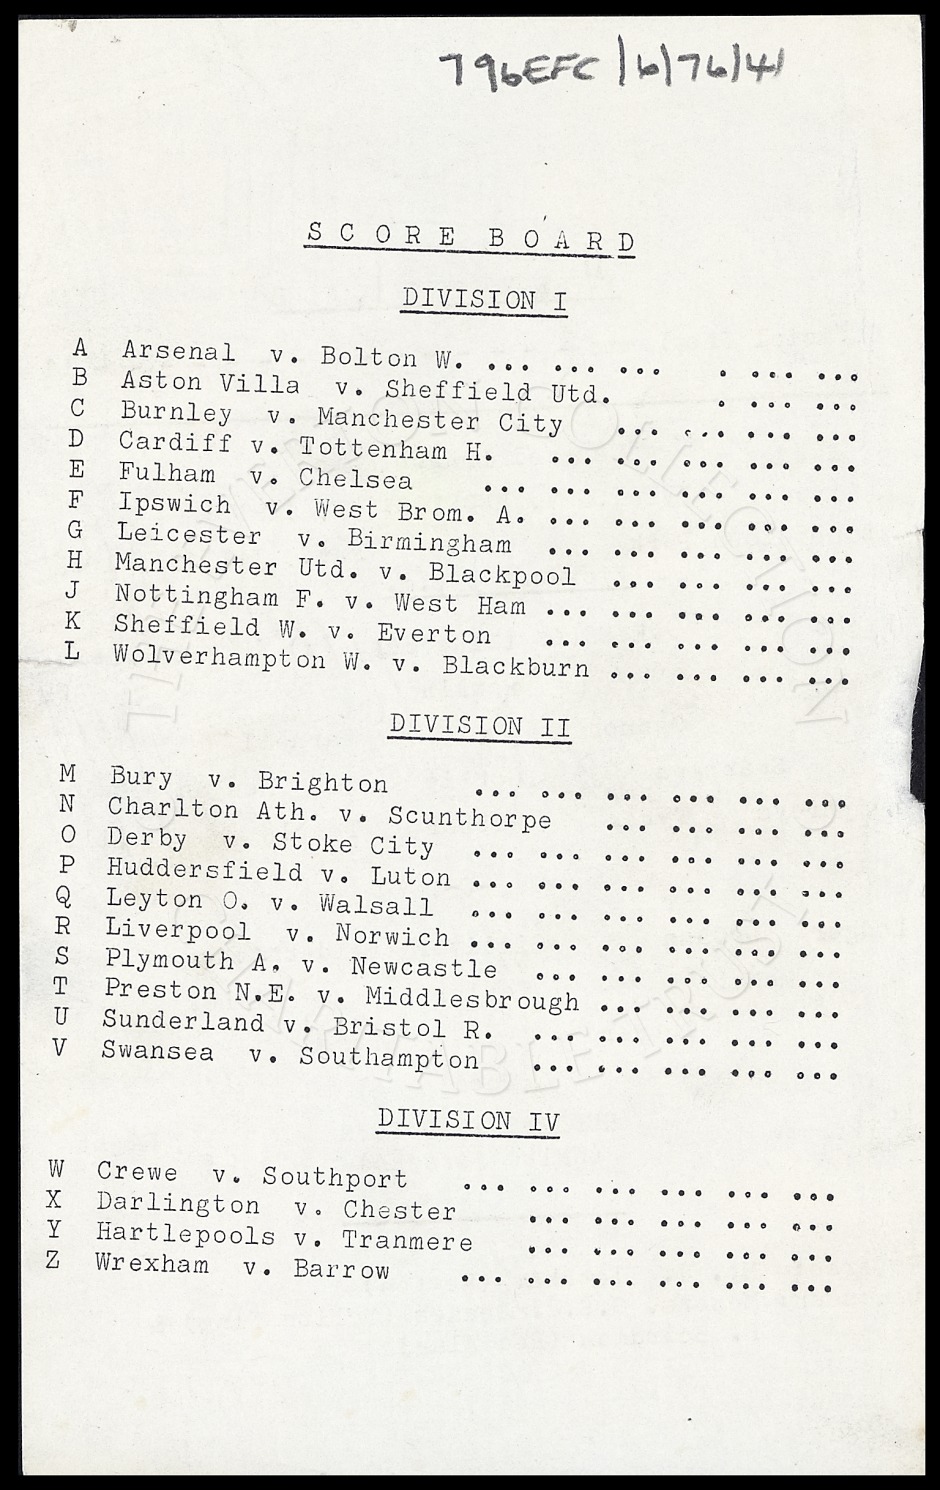 796EFC/6/76/41
SCORE BOARD
DIVISION I
A Arsenal v. Bolton W. ... ... ... . ... ...
B Aston Villa v. Sheffield Utd. . ... ...
C Burnley v. Manchester City ... ... ... ...
D Cardiff v. Tottenham H. ... ... ... ... ...
E Fulham v. Chelsea ... ... ... ... ... ...
F Ipswich v. West Brom. A. ... ... ... ... ...
G Leicester v. Birmingham ... ... ... ... ...
H Manchester Utd. v. Blackpool ... ... ... ...
J Nottingham F. v. West Ham ... ... ... ... ...
K Sheffield W. v. Everton ... ... ... ... ...
L Wolverhampton W. v. Blackburn ... ... ... ...
DIVISION II
M Bury v. Brighton ... ... ... ... ... ...
N Charlton Ath. v. Scunthorpe ... ... ... ...
O Derby v. Stoke City ... ... ... ... ... ...
P Huddersfield v. Luton ... ... ... ... ... ...
Q Leyton O. v. Walsall ... ... ... ... ... ...
R Liverpool v. Norwich ... ... ... ... ... ...
S Plymouth A. v. Newcastle ... ... ... ... ...
T Preston N.E. v. Middlesbrough ... ... ... ...
U Sunderland v. Bristol R. ... ... ... ... ...
V Swansea v. Southampton ... ... ... ... ...
DIVISION IV
W Crewe v. Southport ... ... ... ... ... ...
X Darlington v. Chester ... ... ... ... ...
Y Hartlepools v. Tranmere ... ... ... ... ...
Z Wrexham v. Barrow ... ... ... ... ... ...